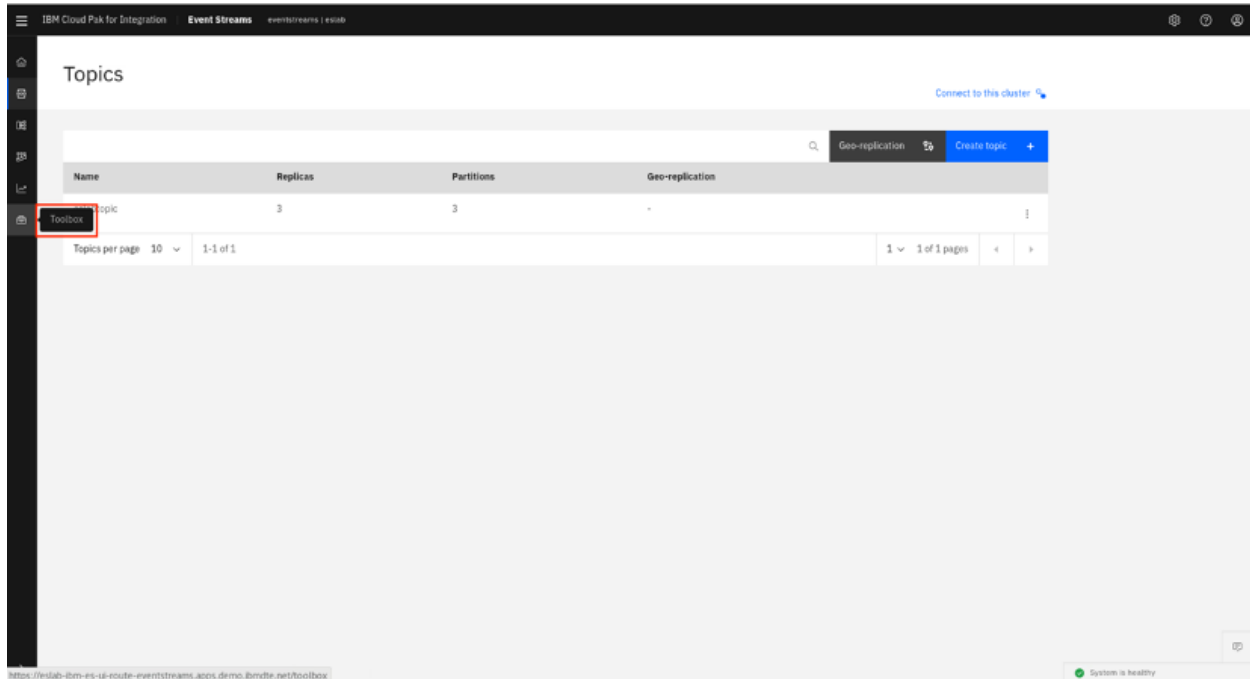 IBM Cloud Pak for Integration Event Streams eventstreams | eslab
Topics
Connect to this cluster
Geo-replication Create topic +
Name Replicas Partitions Geo-replication
topic 3 3 -
Toolbox
Topics per page 10 1-1 of 1 1 1 of 1 pages
https://eslab-ibm-es-ui-route-eventstreams.apps.demo.ibmdte.net/toolbox
System is healthy